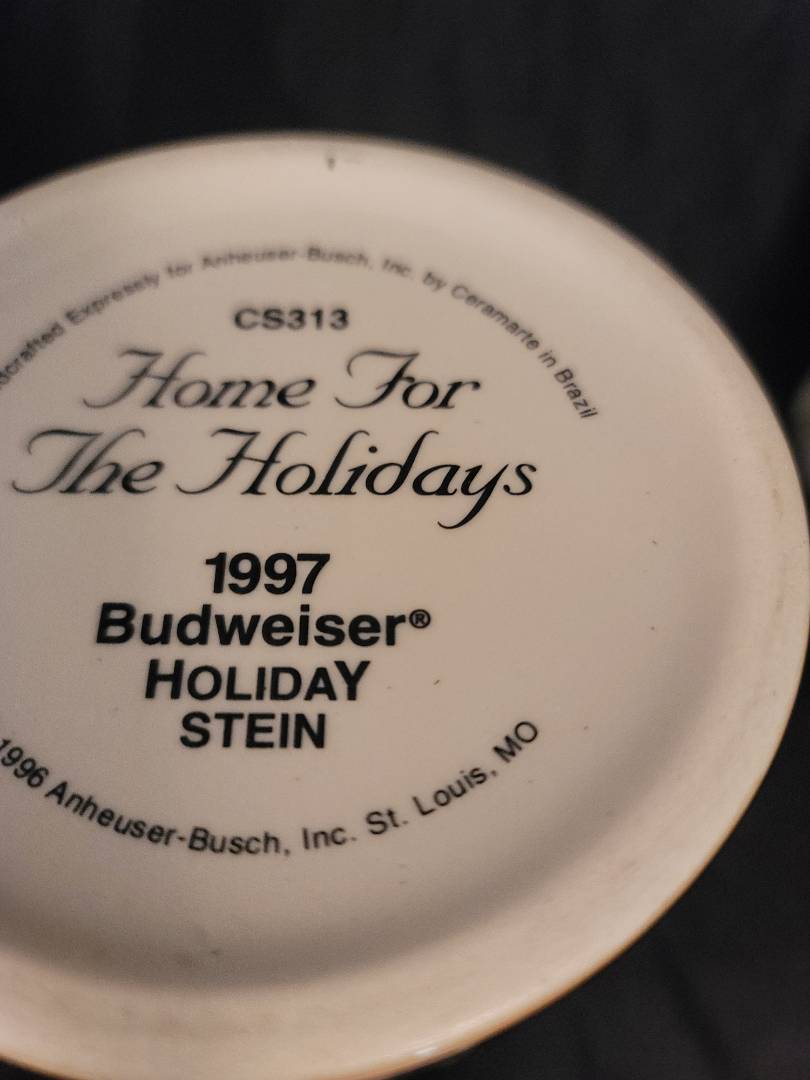 dcrafted Expressly for Anheuser-Busch, Inc. by Ceramarte in Brazil
CS313
Home For
The Holidays
1997
Budweiser®
HOLIDAY
STEIN
1996 Anheuser-Busch, Inc. St. Louis, MO